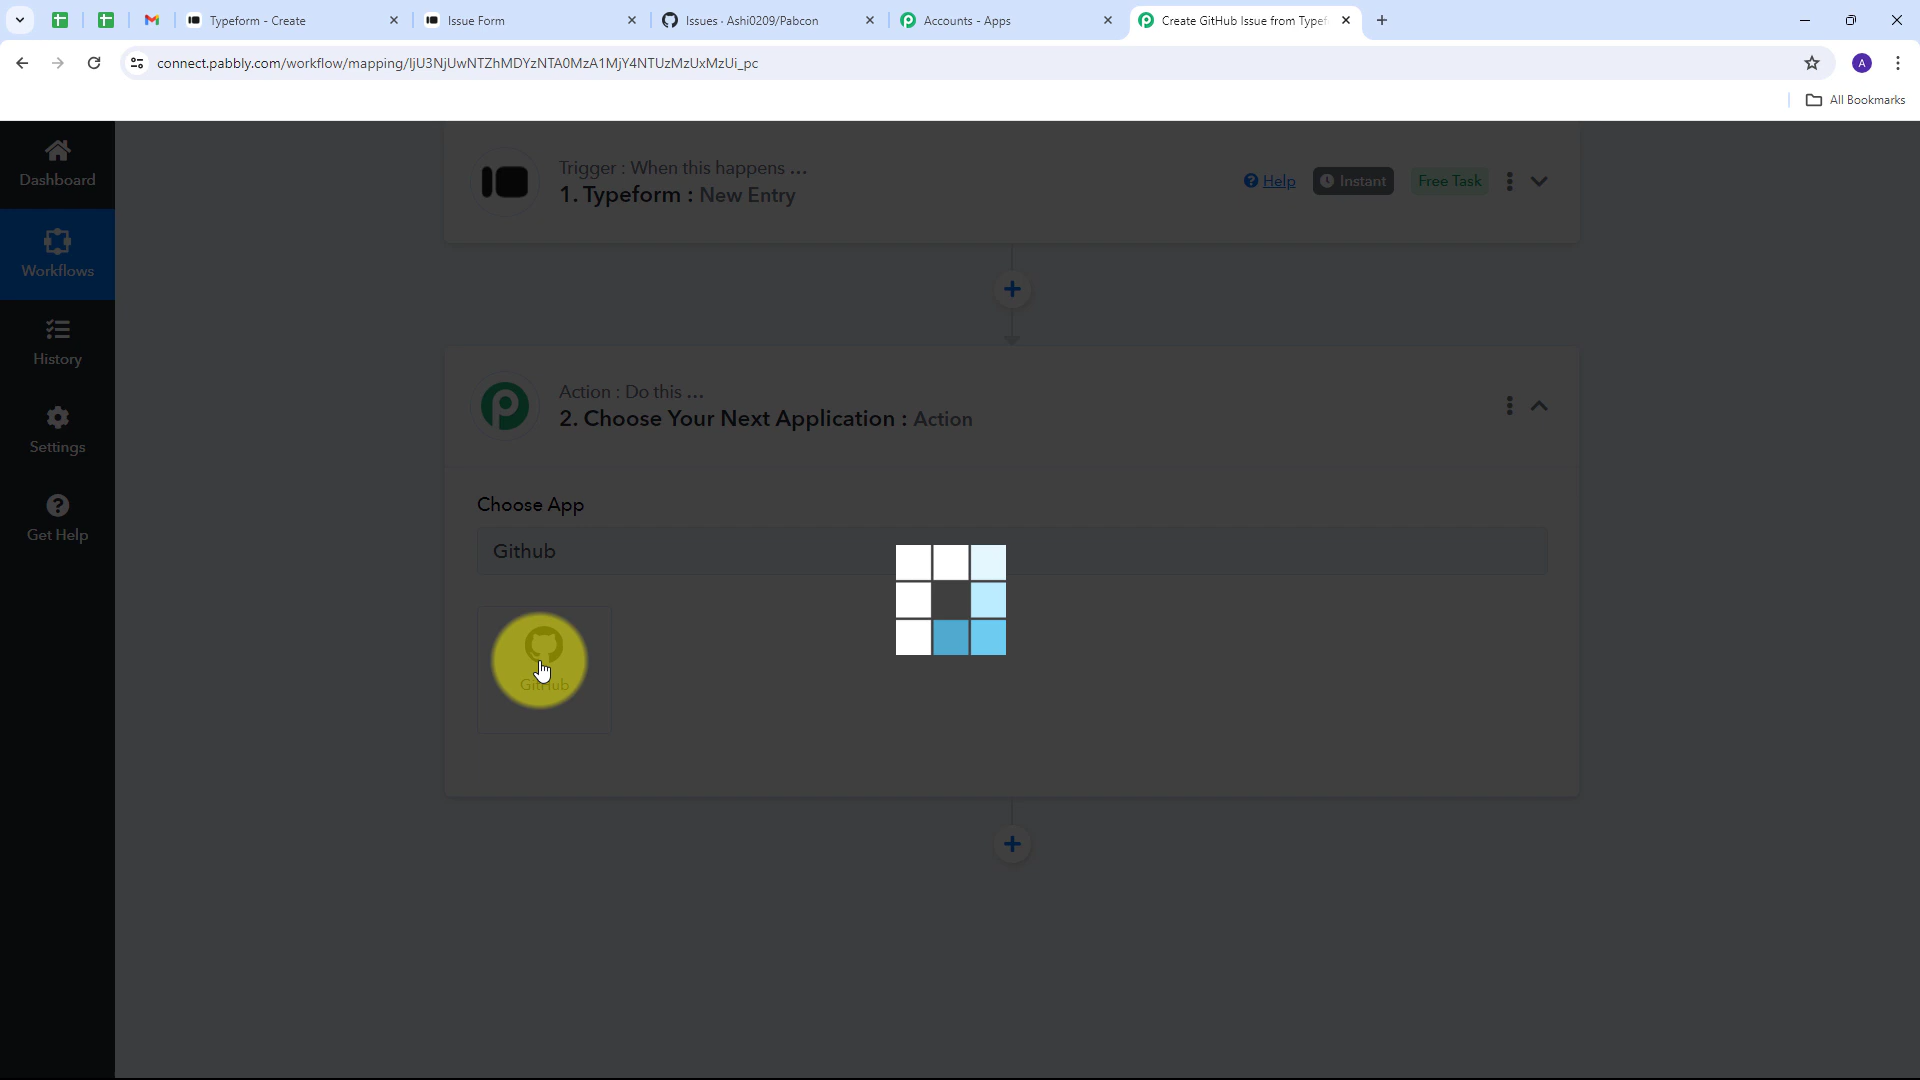 Typeform - Create
Issue Form
Issues · Ashi0209/Pabcon
Accounts - Apps
Create GitHub Issue from Typef
connect.pabbly.com/workflow/mapping/IjU3NjUwNTZhMDYzNTA0MzA1MjY4NTUzMzUxMzUi_pc
A
All Bookmarks
Dashboard
Workflows
History
Settings
Get Help
Trigger : When this happens ...
1. Typeform : New Entry
Help
Instant
Free Task
Action : Do this ...
2. Choose Your Next Application : Action
Choose App
Github
GitHub